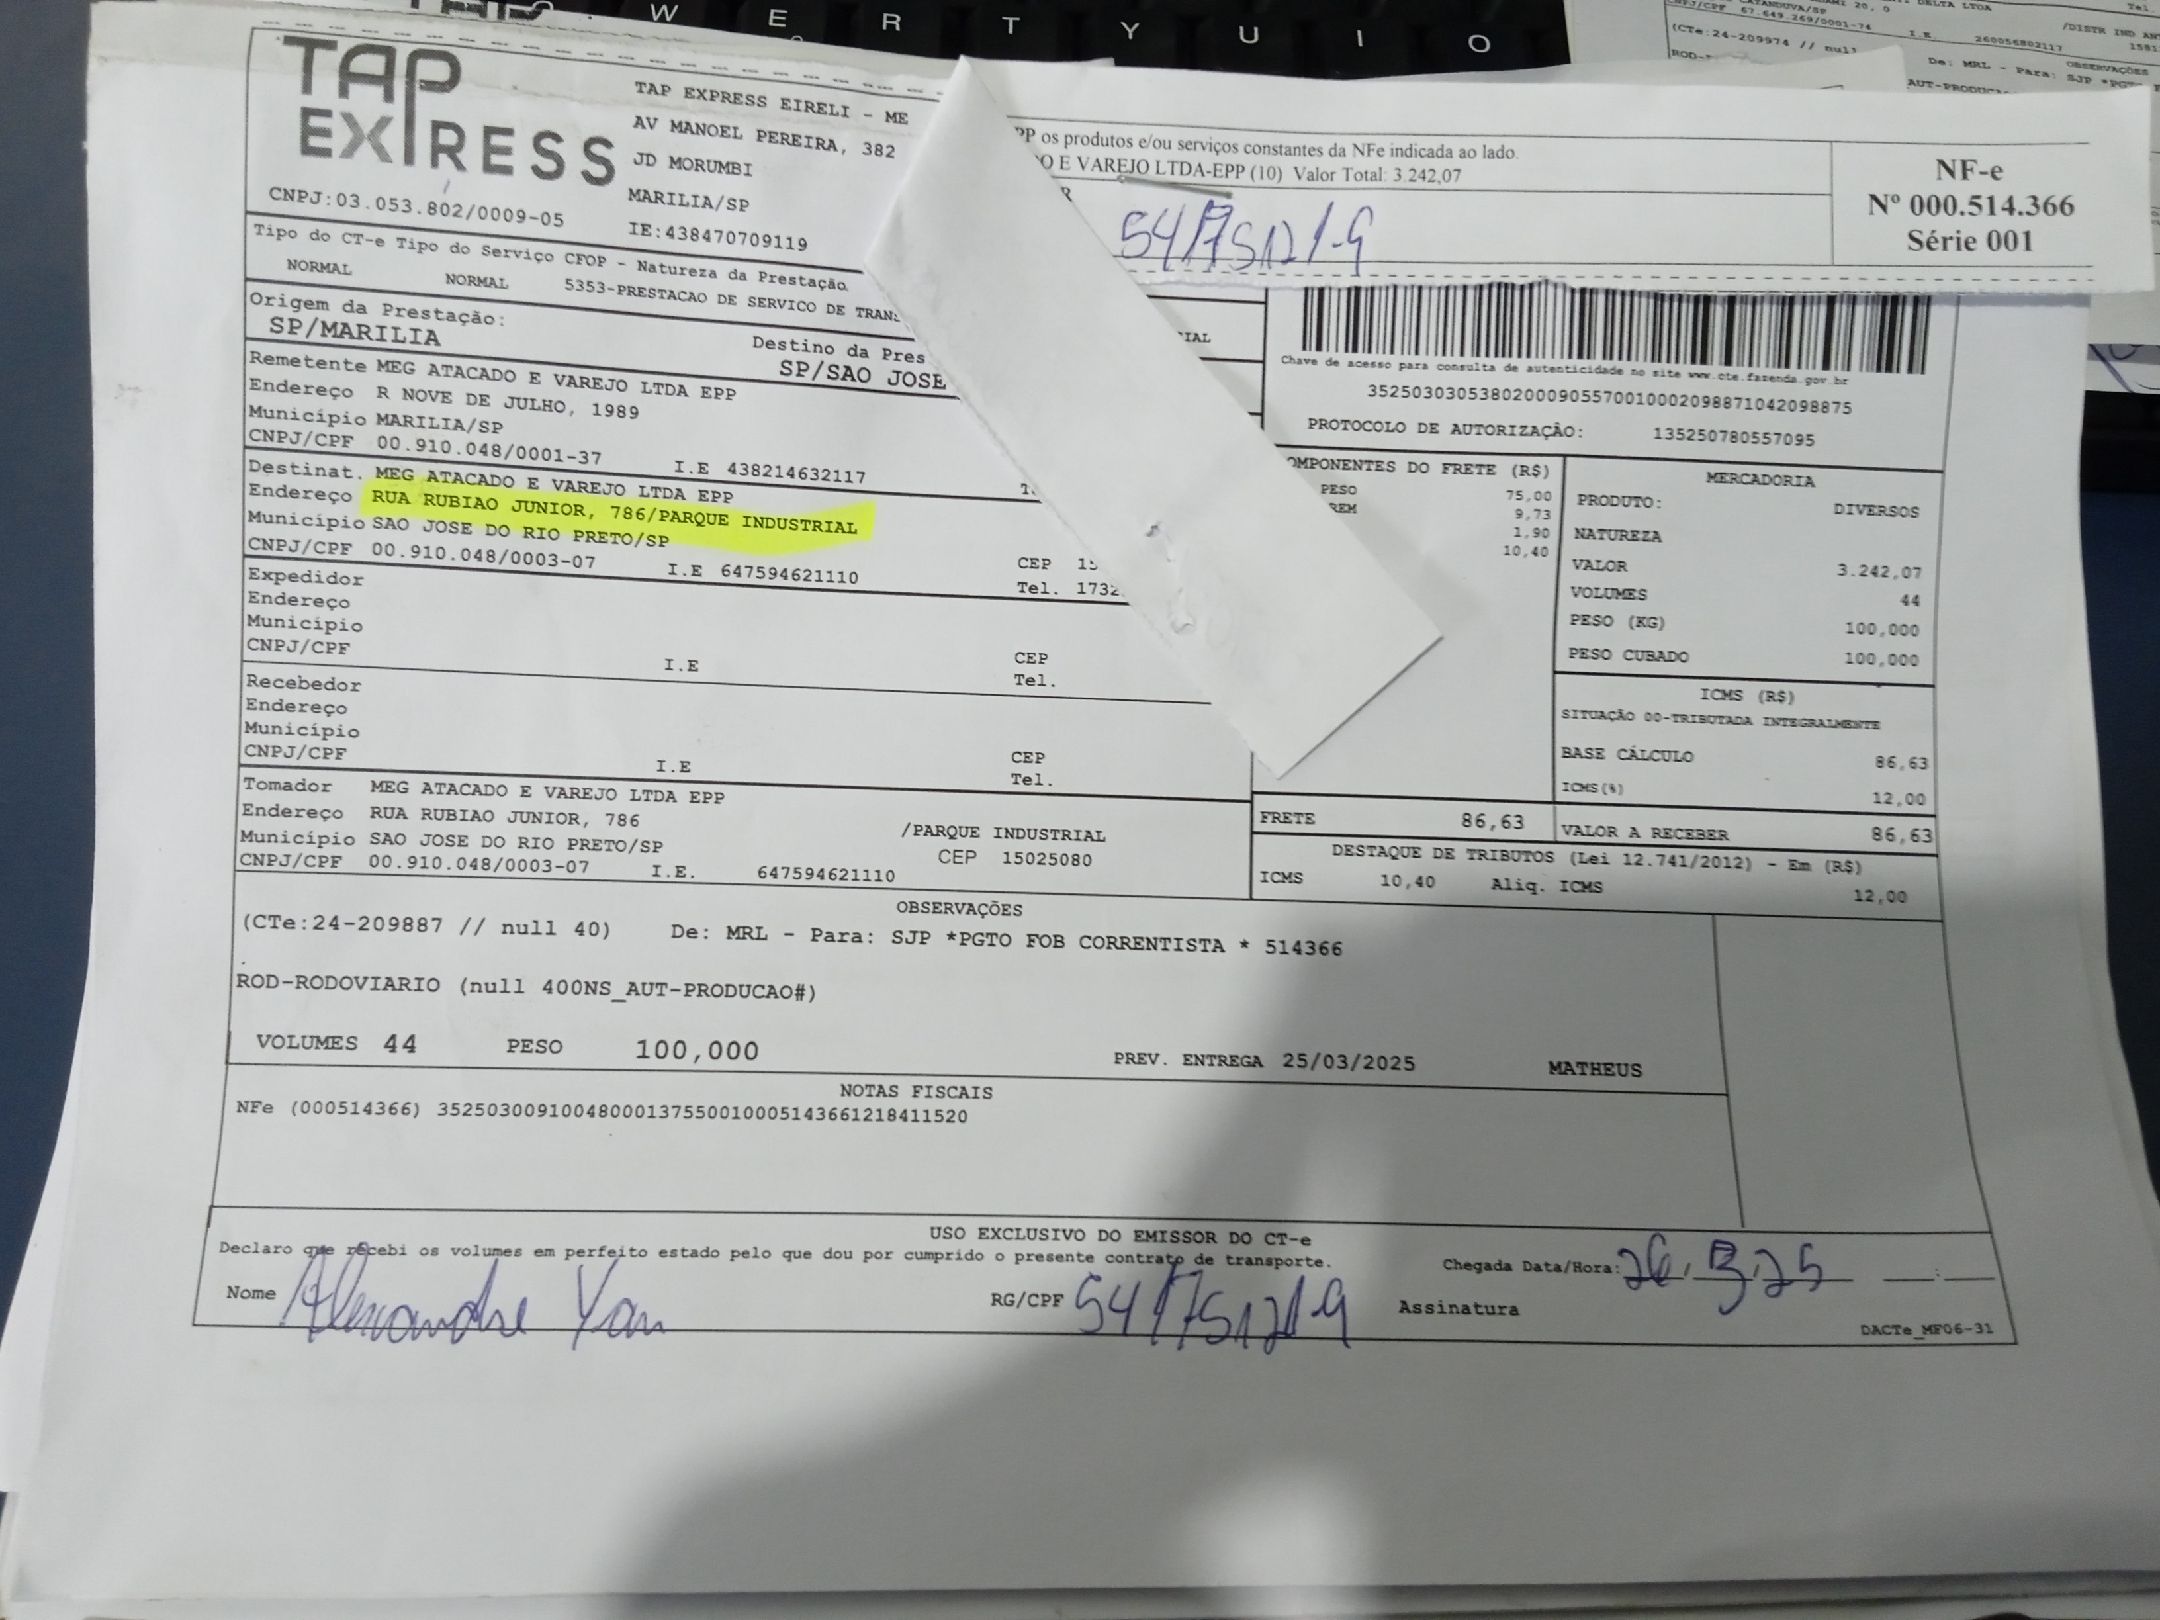 W E R T Y U I O
TAP
EXPRESS
CNPJ:03.053.802/0009-05
TAP EXPRESS EIRELI - ME
AV MANOEL PEREIRA, 382
JD MORUMBI
MARILIA/SP
IE:438470709119
PP os produtos e/ou serviços constantes da NFe indicada ao lado.
O E VAREJO LTDA-EPP (10) Valor Total: 3.242,07
NF-e
Nº 000.514.366
Série 001
Tipo do CT-e Tipo do Serviço CFOP - Natureza da Prestação
NORMAL NORMAL 5353-PRESTACAO DE SERVICO DE TRANS
Origem da Prestação:
SP/MARILIA
Destino da Pres
SP/SAO JOSE
IAL
Remetente MEG ATACADO E VAREJO LTDA EPP
Endereço R NOVE DE JULHO, 1989
Município MARILIA/SP
CNPJ/CPF 00.910.048/0001-37 I.E 438214632117
Destinat. MEG ATACADO E VAREJO LTDA EPP
Endereço RUA RUBIAO JUNIOR, 786/PARQUE INDUSTRIAL
Município SAO JOSE DO RIO PRETO/SP CEP 15
CNPJ/CPF 00.910.048/0003-07 I.E 647594621110 Tel. 1732
Expedidor
Endereço
Município CEP
CNPJ/CPF I.E Tel.
Recebedor
Endereço
Município CEP
CNPJ/CPF I.E Tel.
Tomador MEG ATACADO E VAREJO LTDA EPP
Endereço RUA RUBIAO JUNIOR, 786 /PARQUE INDUSTRIAL
Município SAO JOSE DO RIO PRETO/SP CEP 15025080
CNPJ/CPF 00.910.048/0003-07 I.E. 647594621110
Chave de acesso para consulta de autenticidade no site www.cte.fazenda.gov.br
35250303053802000905570010002098871042098875
PROTOCOLO DE AUTORIZAÇÃO: 135250780557095
OMPONENTES DO FRETE (R$)
PESO 75,00
REM 9,73
1,90
10,40
MERCADORIA
PRODUTO: DIVERSOS
NATUREZA
VALOR 3.242,07
VOLUMES 44
PESO (KG) 100,000
PESO CUBADO 100,000
ICMS (R$)
SITUAÇÃO 00-TRIBUTADA INTEGRALMENTE
BASE CÁLCULO 86,63
ICMS(%) 12,00
FRETE 86,63 VALOR A RECEBER 86,63
DESTAQUE DE TRIBUTOS (Lei 12.741/2012) - Em (R$)
ICMS 10,40 Aliq. ICMS 12,00
OBSERVAÇÕES
(CTe:24-209887 // null 40) De: MRL - Para: SJP *PGTO FOB CORRENTISTA * 514366
ROD-RODOVIARIO (null 400NS_AUT-PRODUCAO#)
VOLUMES 44 PESO 100,000 PREV. ENTREGA 25/03/2025 MATHEUS
NOTAS FISCAIS
NFe (000514366) 35250300910048000137550010005143661218411520
USO EXCLUSIVO DO EMISSOR DO CT-e
Declaro que recebi os volumes em perfeito estado pelo que dou por cumprido o presente contrato de transporte.
Chegada Data/Hora: 26,3,25
Nome Alexandre Yan RG/CPF Assinatura
DACTe_MF06-31